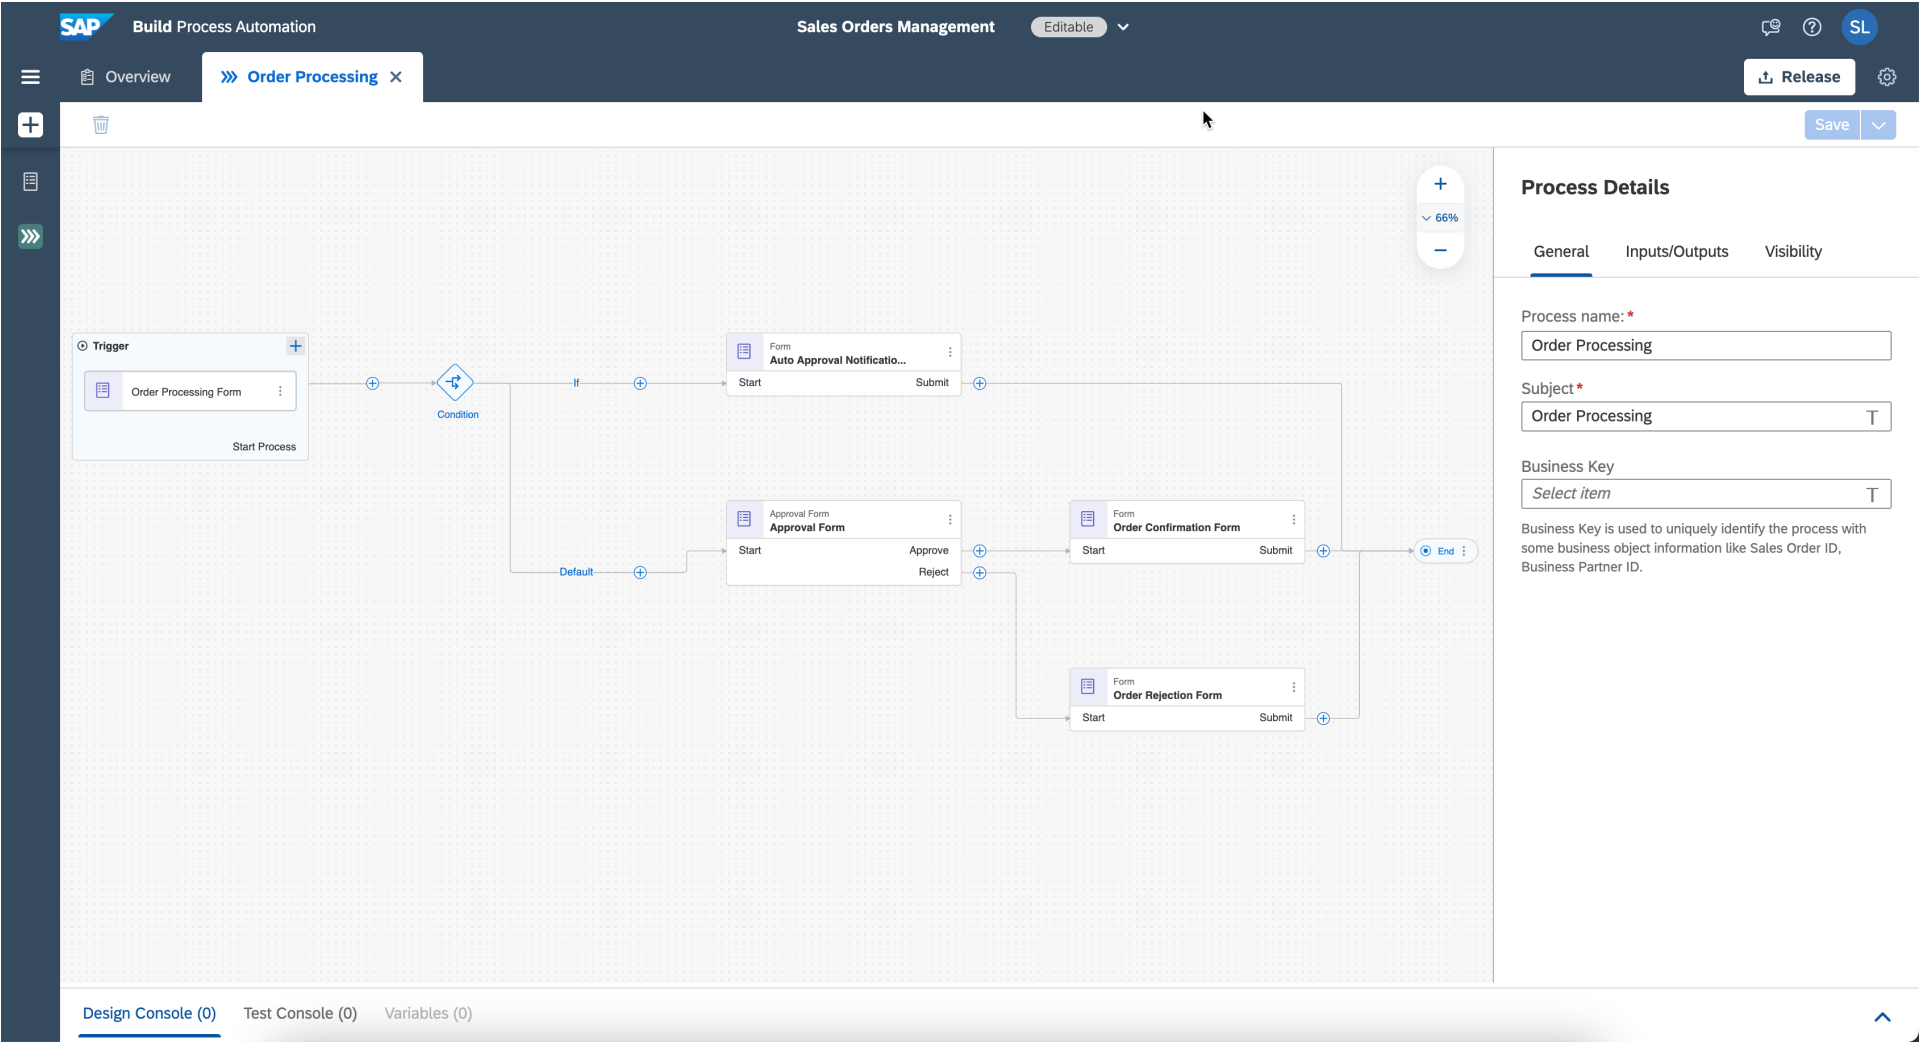 SAP Build Process Automation
Sales Orders Management
Editable
SL
Overview
Order Processing
Release
Save
66%
Trigger
Order Processing Form
Start Process
Condition
If
Default
Form
Auto Approval Notificatio...
Start Submit
Approval Form
Approval Form
Start Approve
Reject
Form
Order Confirmation Form
Start Submit
Form
Order Rejection Form
Start Submit
End
Process Details
General Inputs/Outputs Visibility
Process name:*
Order Processing
Subject*
Order Processing
Business Key
Select item
Business Key is used to uniquely identify the process with
some business object information like Sales Order ID,
Business Partner ID.
Design Console (0) Test Console (0) Variables (0)